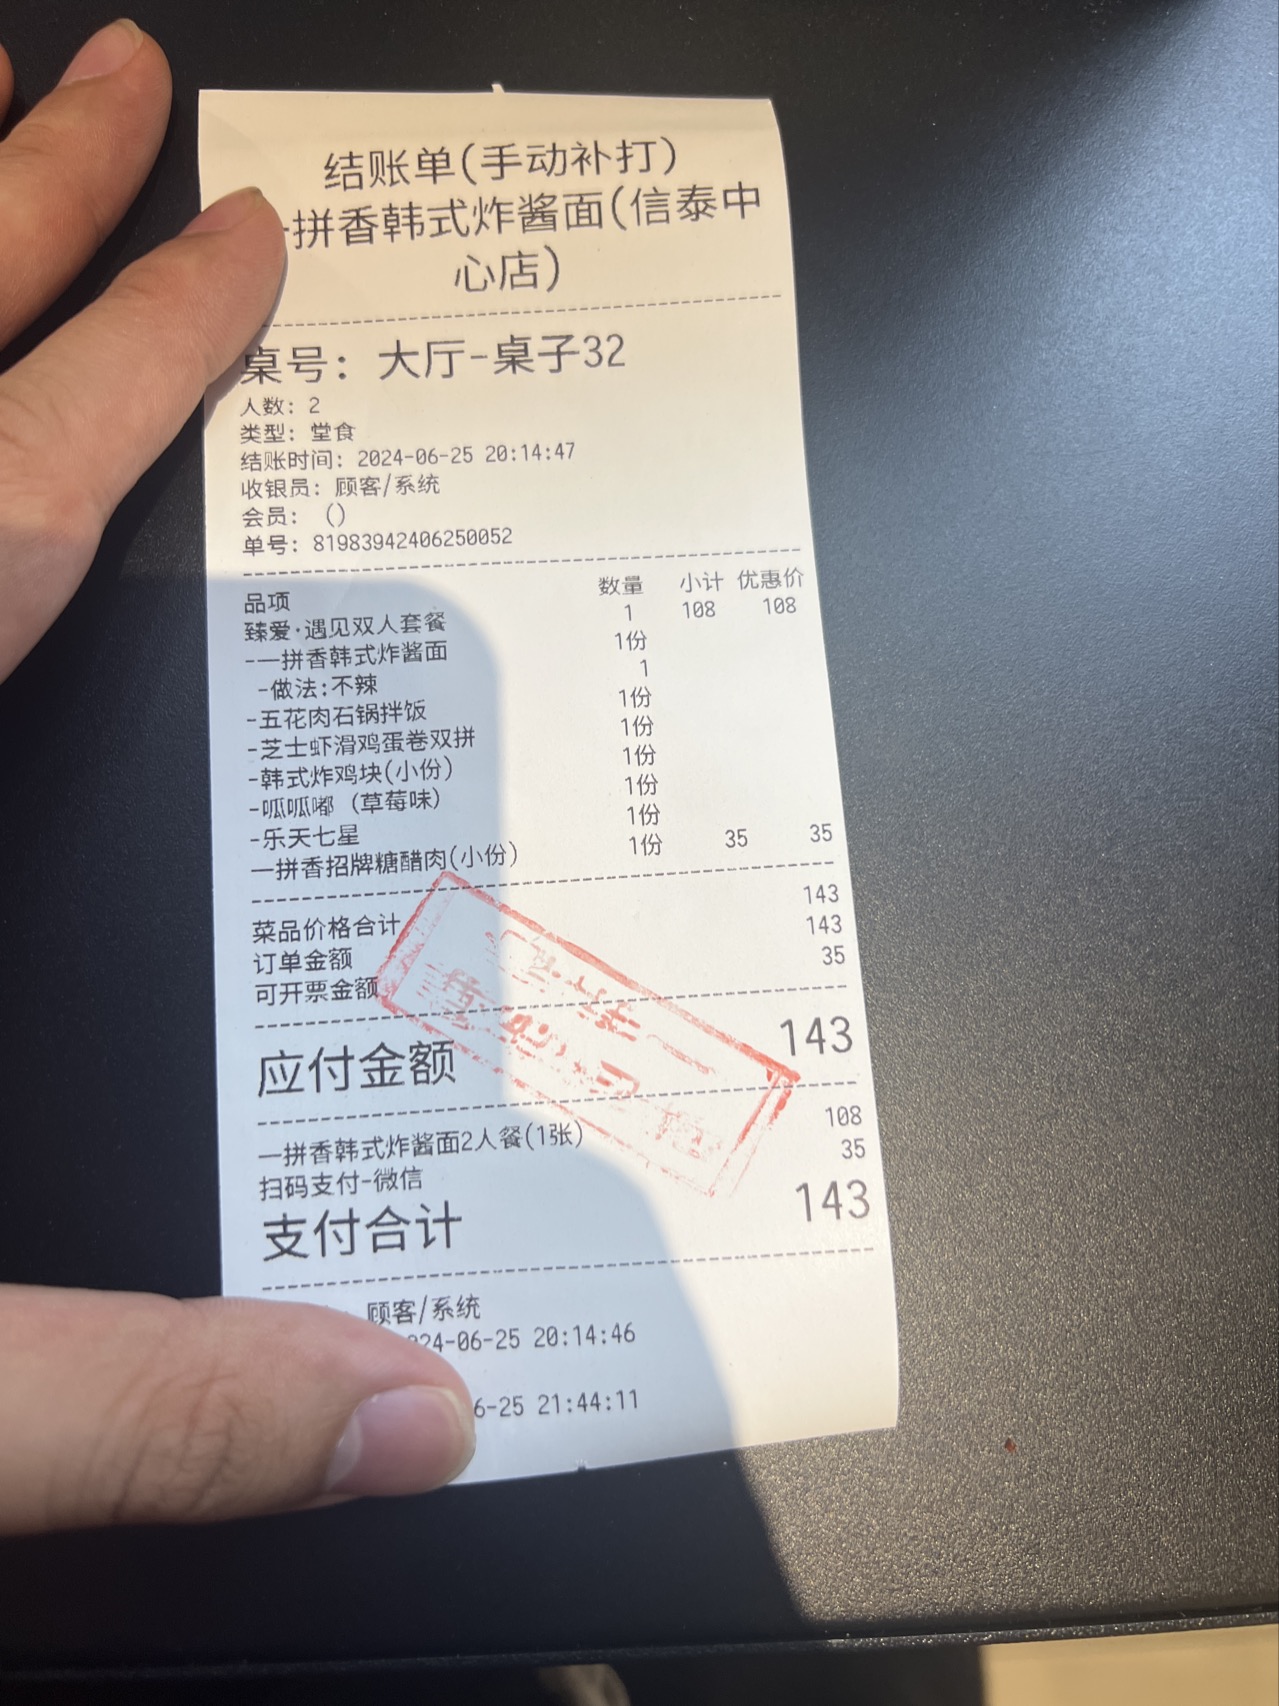 结账单(手动补打)
一拼香韩式炸酱面(信泰中
心店)
桌号: 大厅-桌子32
人数: 2
类型: 堂食
结账时间: 2024-06-25 20:14:47
收银员: 顾客/系统
会员: ()
单号: 81983942406250052
品项 数量 小计 优惠价
臻爱·遇见双人套餐 1 108 108
-一拼香韩式炸酱面 1份
-做法:不辣 1
-五花肉石锅拌饭 1份
-芝士虾滑鸡蛋卷双拼 1份
-韩式炸鸡块(小份) 1份
-呱呱嘟 (草莓味) 1份
-乐天七星 1份
一拼香招牌糖醋肉(小份) 1份 35 35
菜品价格合计 143
订单金额 143
可开票金额 35
应付金额 143
一拼香韩式炸酱面2人餐(1张) 108
扫码支付-微信 35
支付合计 143
顾客/系统
24-06-25 20:14:46
6-25 21:44:11